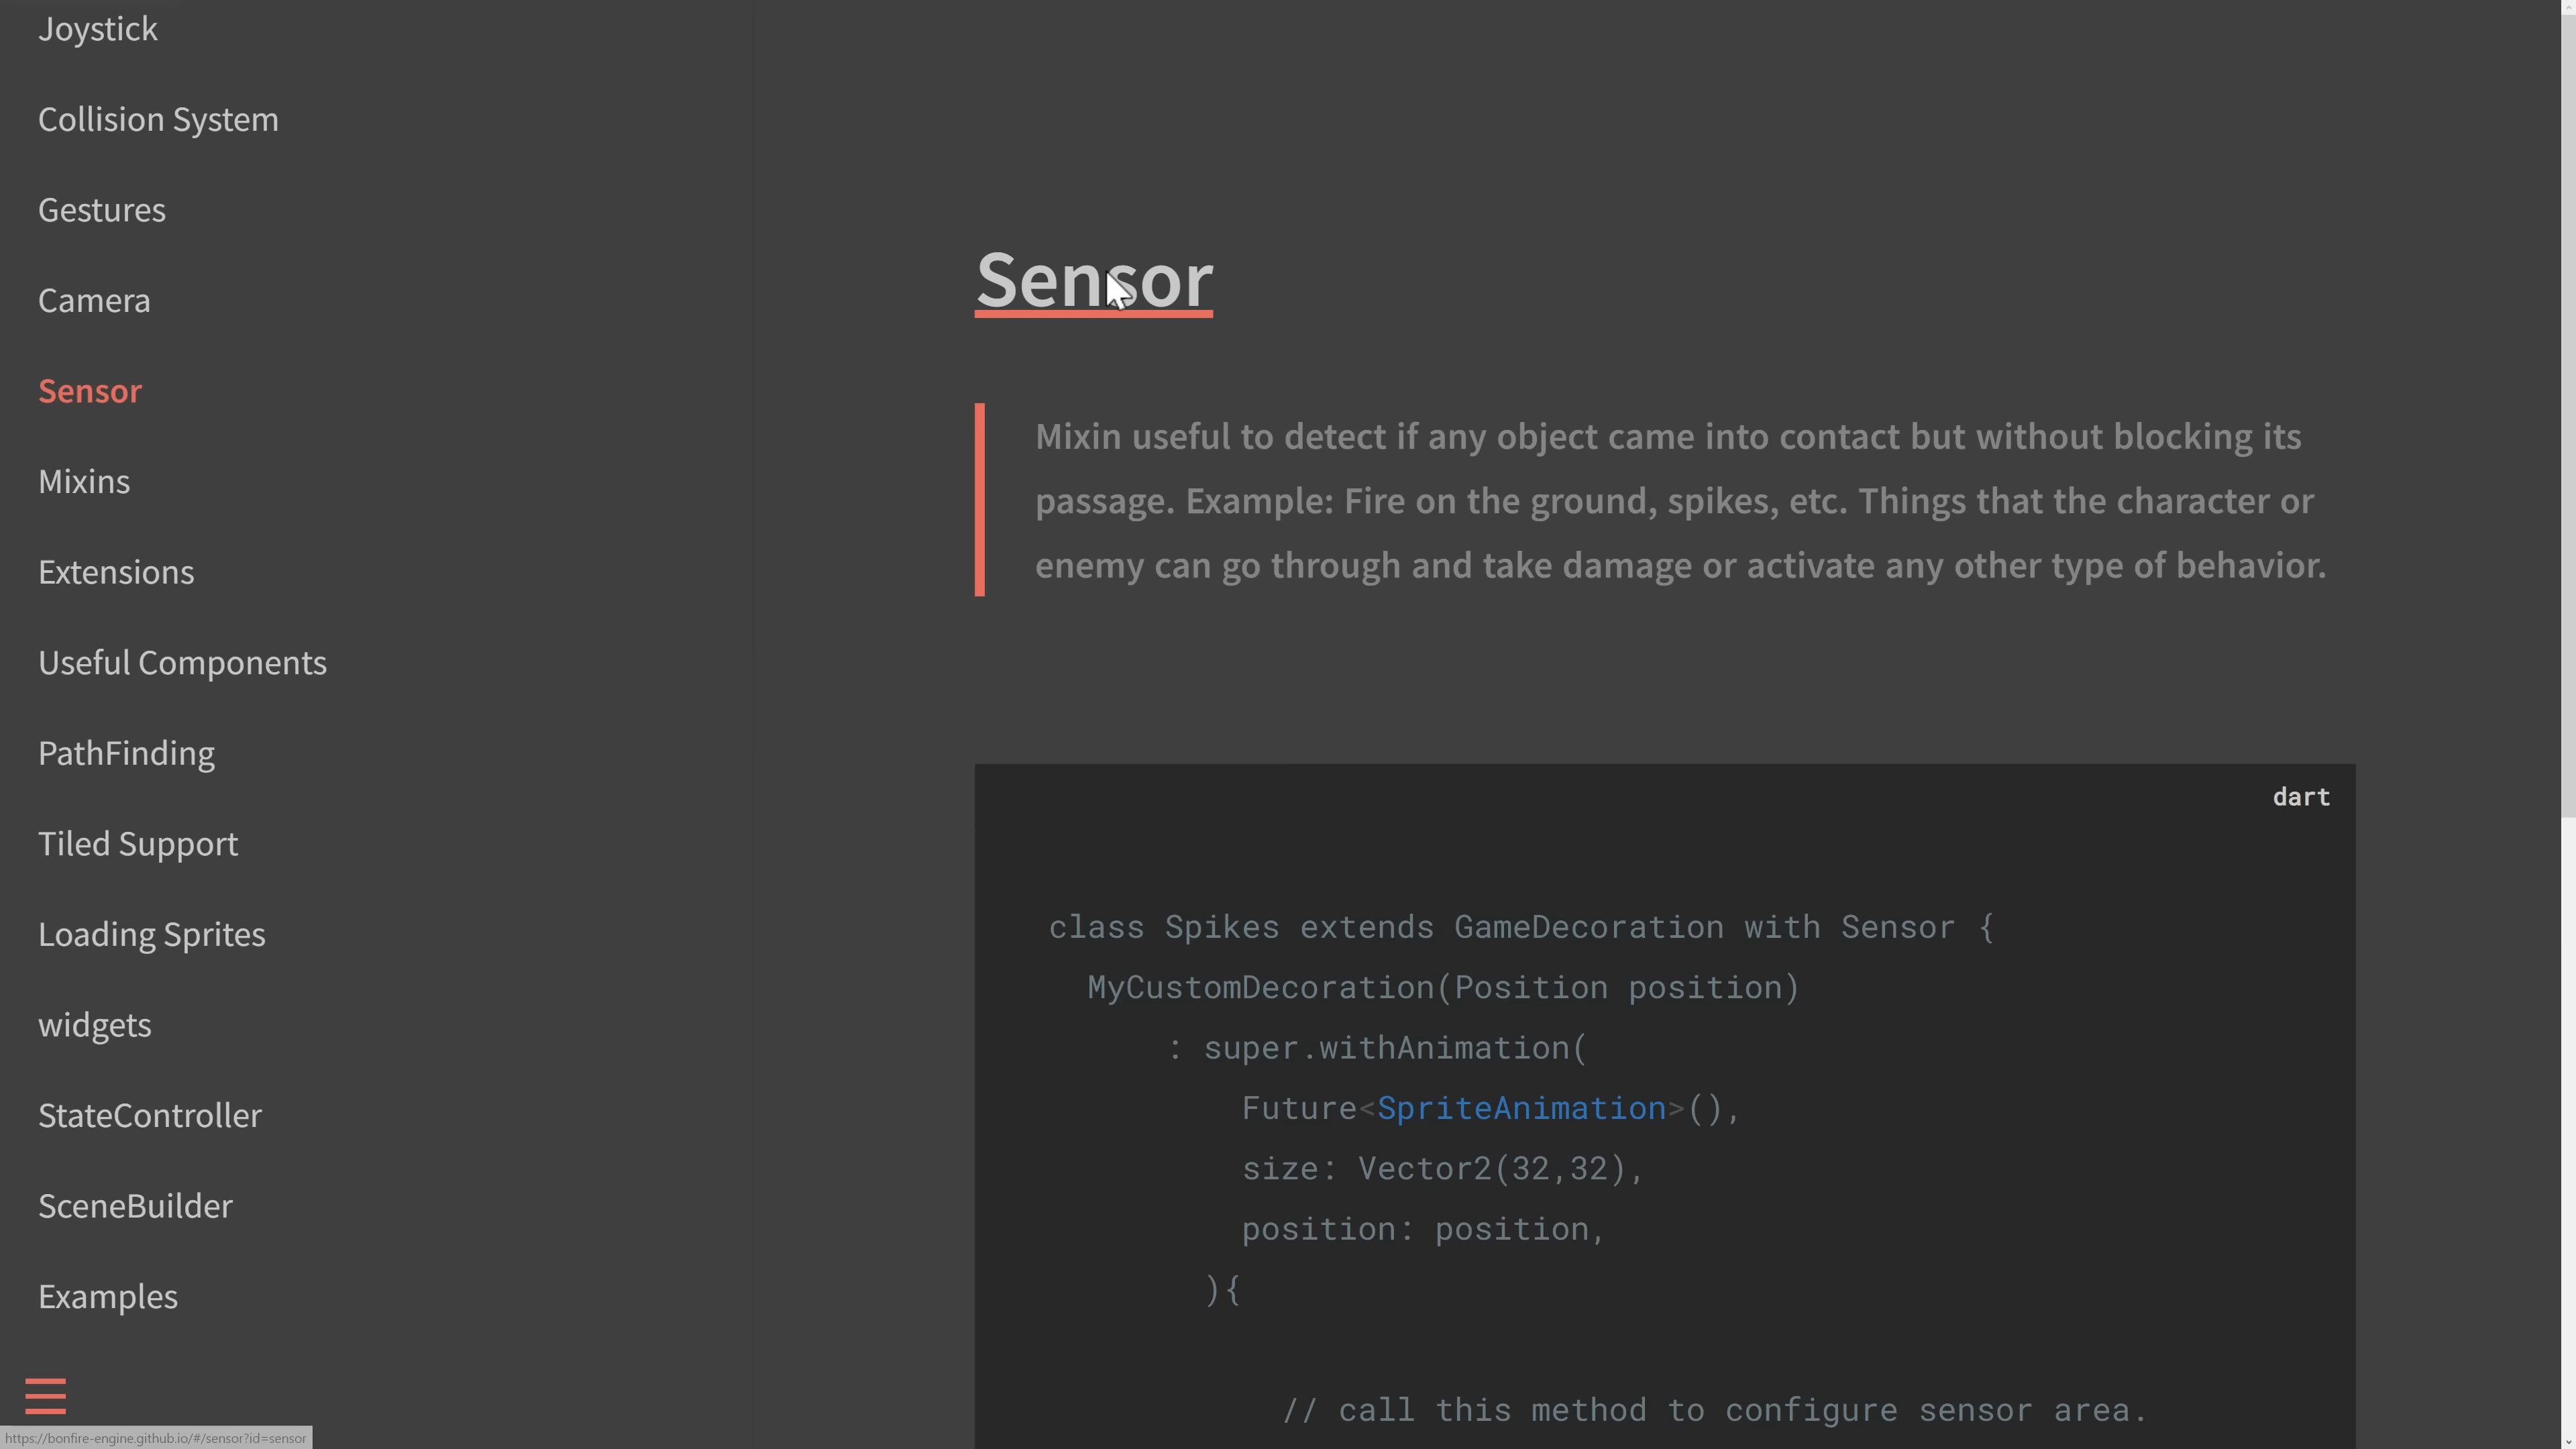 Joystick
Collision System
Gestures
Camera
Sensor
Mixins
Extensions
Useful Components
PathFinding
Tiled Support
Loading Sprites
widgets
StateController
SceneBuilder
Examples
https://bonfire-engine.github.io/#/sensor?id=sensor
Sensor
Mixin useful to detect if any object came into contact but without blocking its
passage. Example: Fire on the ground, spikes, etc. Things that the character or
enemy can go through and take damage or activate any other type of behavior.
dart
class Spikes extends GameDecoration with Sensor {
MyCustomDecoration(Position position)
: super.withAnimation(
Future<SpriteAnimation>(),
size: Vector2(32,32),
position: position,
){
// call this method to configure sensor area.